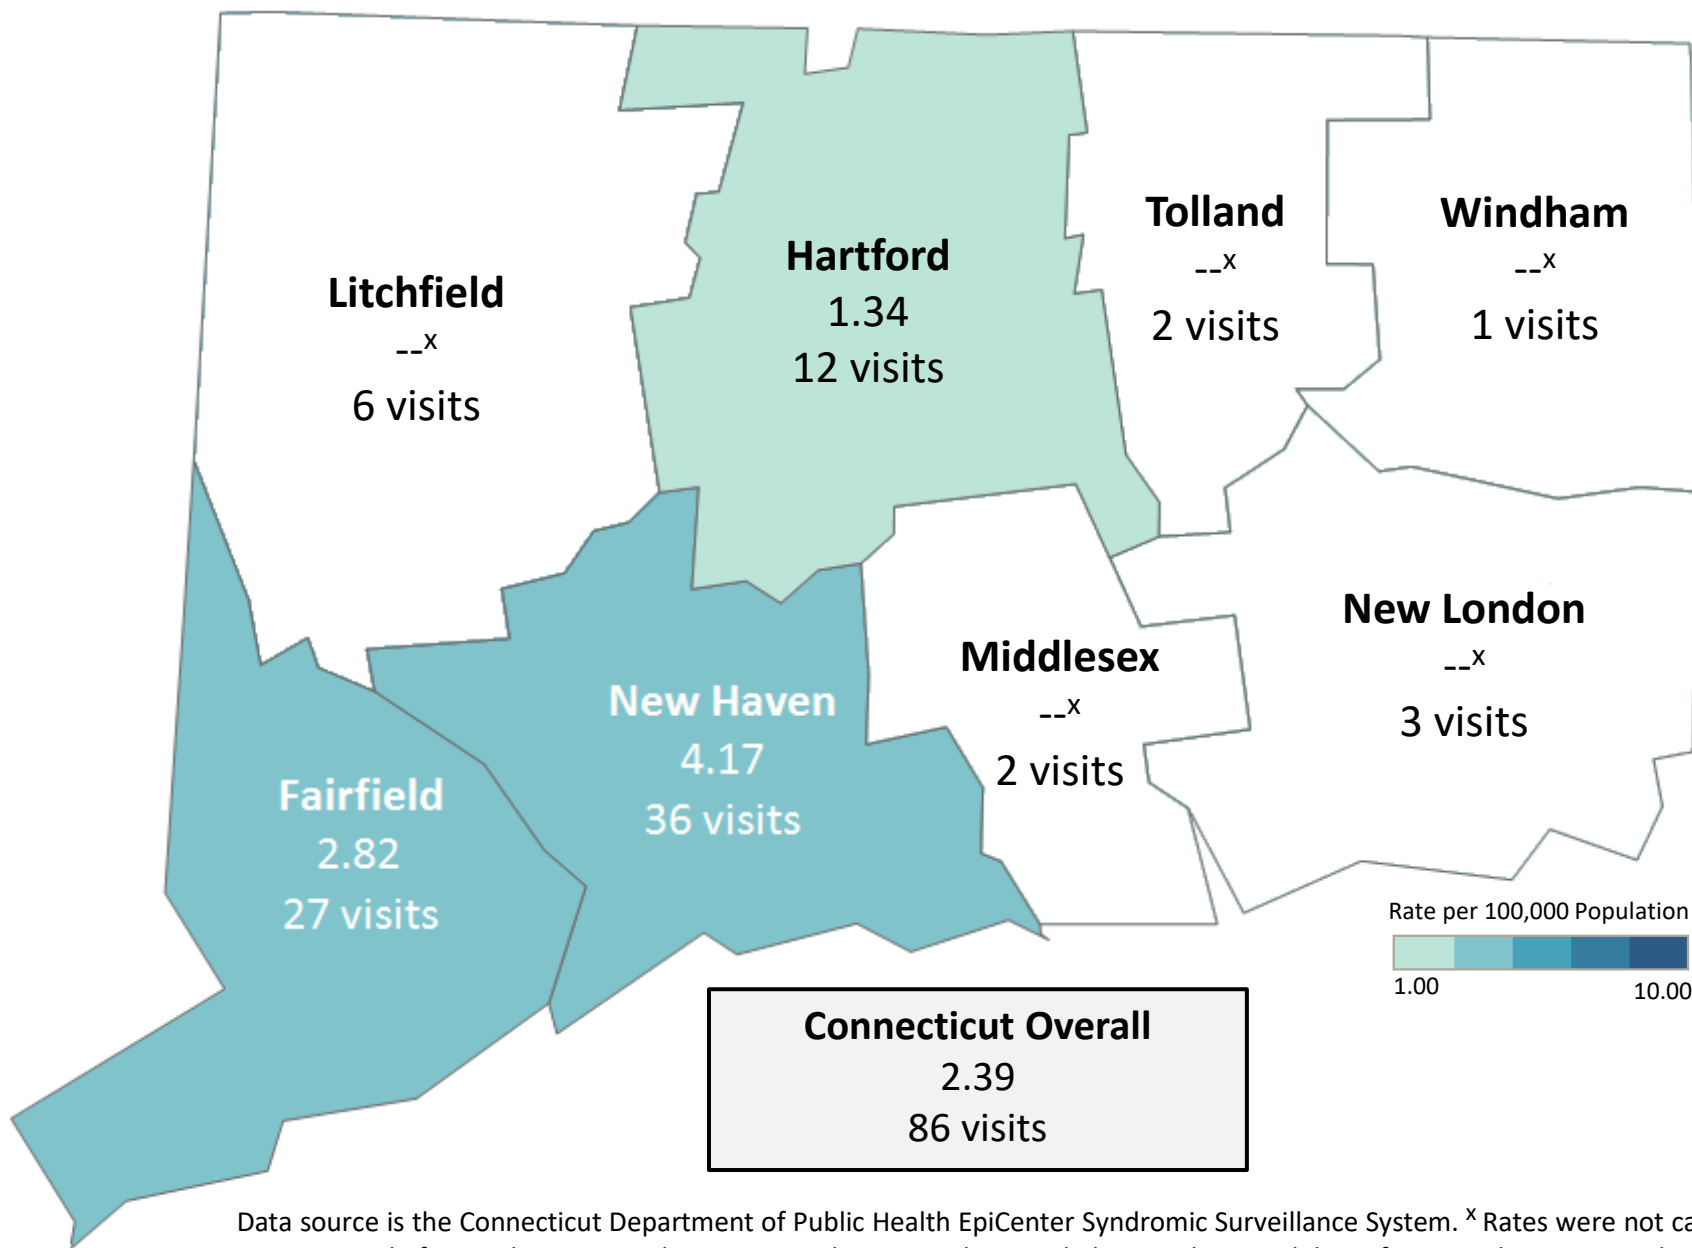 Litchfield
--x
6 visits
Hartford
1.34
12 visits
Tolland
--x
2 visits
Windham
--x
1 visits
Fairfield
2.82
27 visits
New Haven
4.17
36 visits
Middlesex
--x
2 visits
New London
--x
3 visits
Rate per 100,000 Population
1.00 10.00
Connecticut Overall
2.39
86 visits
Data source is the Connecticut Department of Public Health EpiCenter Syndromic Surveillance System. x Rates were not ca